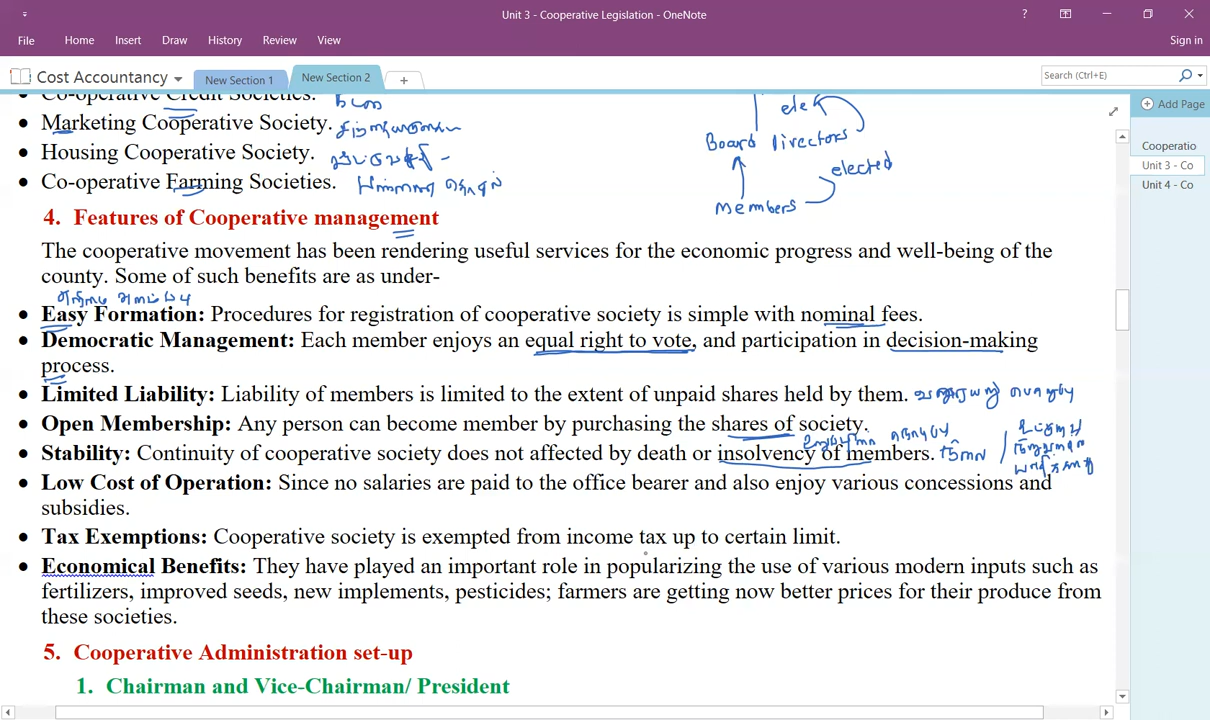 Unit 3 - Cooperative Legislation - OneNote
File Home Insert Draw History Review View Sign in
Cost Accountancy New Section 1 New Section 2 + Search (Ctrl+E)
Add Page
Cooperatio
Unit 3 - Co
Unit 4 - Co
• Co-operative Credit Societies.
• Marketing Cooperative Society.
• Housing Cooperative Society.
• Co-operative Farming Societies.
elek
Board Directors
elected
Members
4. Features of Cooperative management
The cooperative movement has been rendering useful services for the economic progress and well-being of the
county. Some of such benefits are as under-
• Easy Formation: Procedures for registration of cooperative society is simple with nominal fees.
• Democratic Management: Each member enjoys an equal right to vote, and participation in decision-making
process.
• Limited Liability: Liability of members is limited to the extent of unpaid shares held by them.
• Open Membership: Any person can become member by purchasing the shares of society.
• Stability: Continuity of cooperative society does not affected by death or insolvency of members.
• Low Cost of Operation: Since no salaries are paid to the office bearer and also enjoy various concessions and
subsidies.
• Tax Exemptions: Cooperative society is exempted from income tax up to certain limit.
• Economical Benefits: They have played an important role in popularizing the use of various modern inputs such as
fertilizers, improved seeds, new implements, pesticides; farmers are getting now better prices for their produce from
these societies.
5. Cooperative Administration set-up
1. Chairman and Vice-Chairman/ President